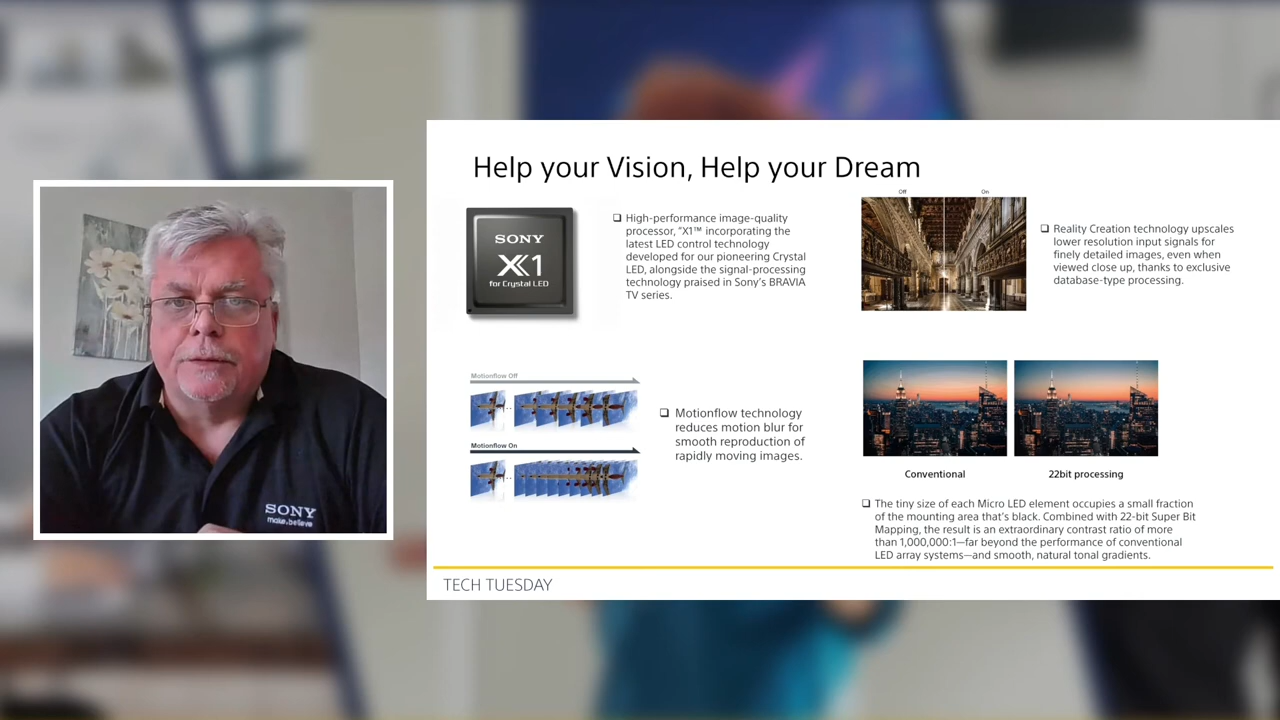 Help your Vision, Help your Dream
SONY
X1
for Crystal LED
❑ High-performance image-quality
processor, "X1™ incorporating the
latest LED control technology
developed for our pioneering Crystal
LED, alongside the signal-processing
technology praised in Sony's BRAVIA
TV series.
Off On
❑ Reality Creation technology upscales
lower resolution input signals for
finely detailed images, even when
viewed close up, thanks to exclusive
database-type processing.
Motionflow Off
Motionflow On
❑ Motionflow technology
reduces motion blur for
smooth reproduction of
rapidly moving images.
Conventional 22bit processing
❑ The tiny size of each Micro LED element occupies a small fraction
of the mounting area that's black. Combined with 22-bit Super Bit
Mapping, the result is an extraordinary contrast ratio of more
than 1,000,000:1—far beyond the performance of conventional
LED array systems—and smooth, natural tonal gradients.
TECH TUESDAY
SONY
make.believe